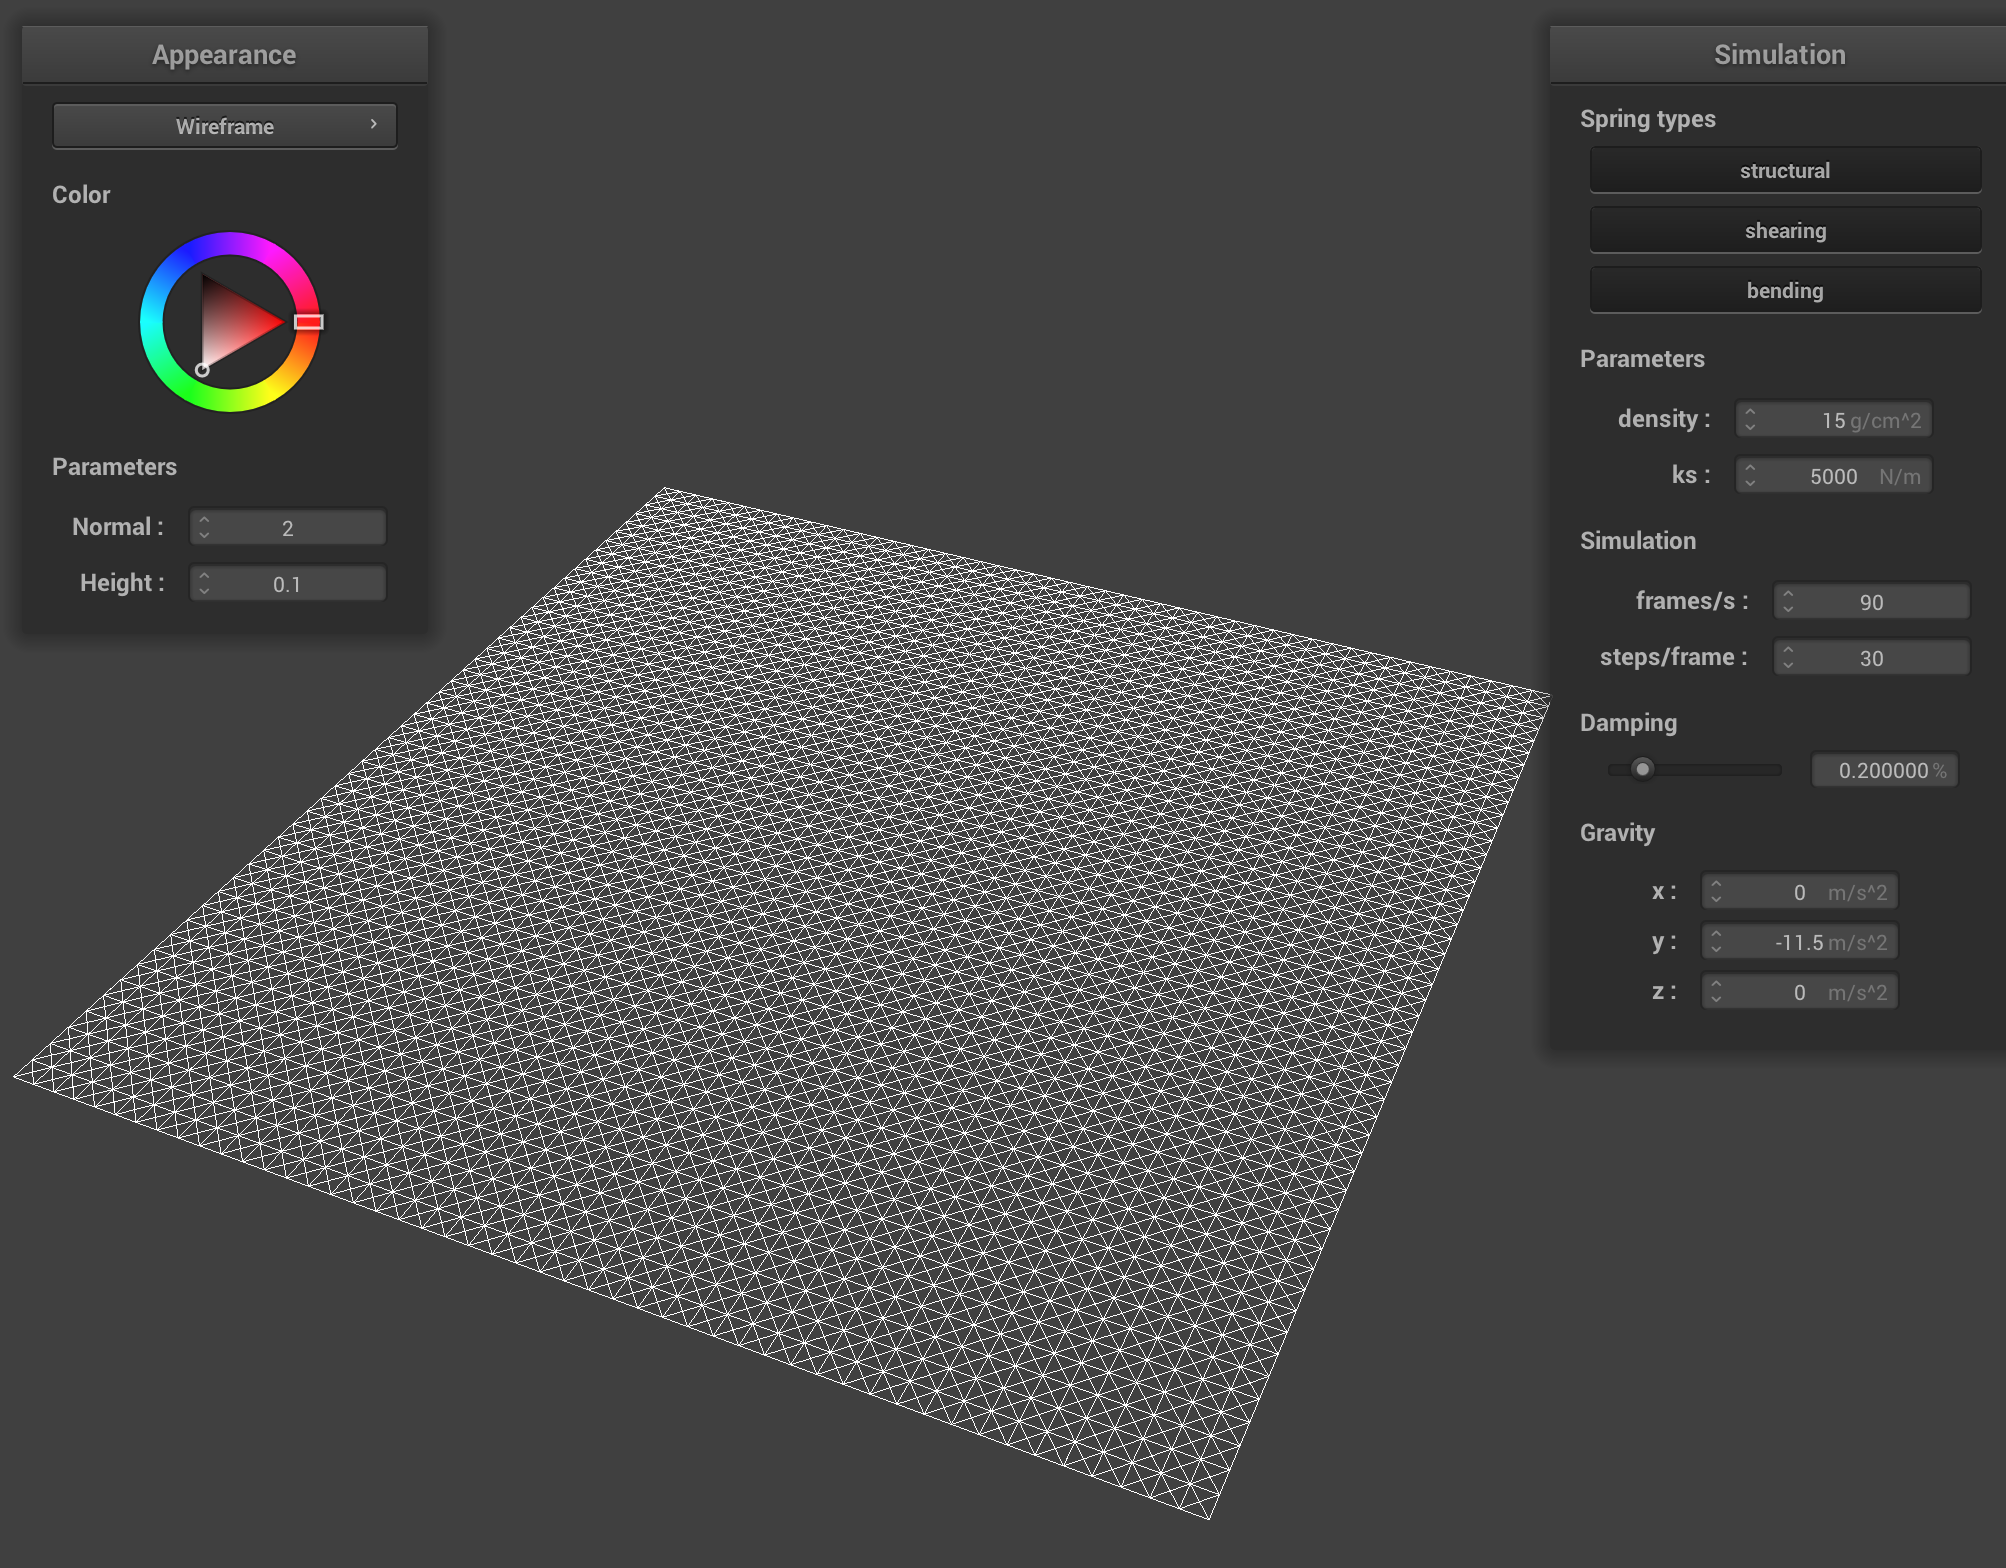 Appearance
Wireframe
Color
Parameters
Normal : 2
Height : 0.1
Simulation
Spring types
structural
shearing
bending
Parameters
density : 15 g/cm^2
ks : 5000 N/m
Simulation
frames/s : 90
steps/frame : 30
Damping
0.200000 %
Gravity
x : 0 m/s^2
y : -11.5 m/s^2
z : 0 m/s^2